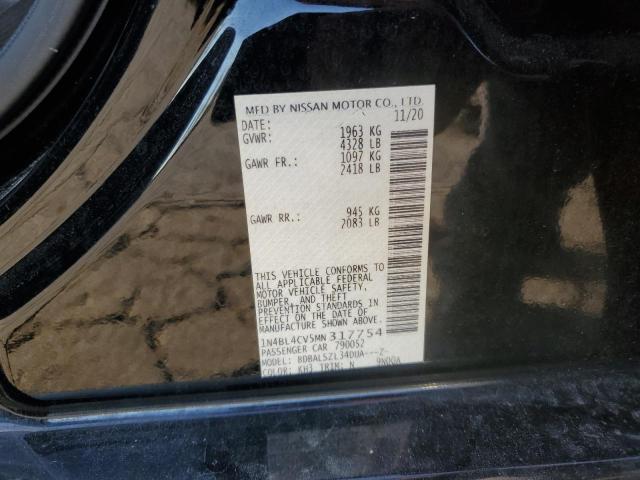 MFD BY NISSAN MOTOR CO., LTD.
DATE: 11/20
GVWR: 1963 KG
4328 LB
GAWR FR.: 1097 KG
2418 LB
GAWR RR.: 945 KG
2083 LB
THIS VEHICLE CONFORMS TO
ALL APPLICABLE FEDERAL
MOTOR VEHICLE SAFETY,
BUMPER, AND THEFT
PREVENTION STANDARDS IN
EFFECT ON THE DATE OF
MANUFACTURE SHOWN ABOVE.
1N4BL4CV5MN317754
PASSENGER CAR 790052
MODEL: BDBALSZL34DUA---Z-
COLOR: KH3 TRIM: N 9N00A